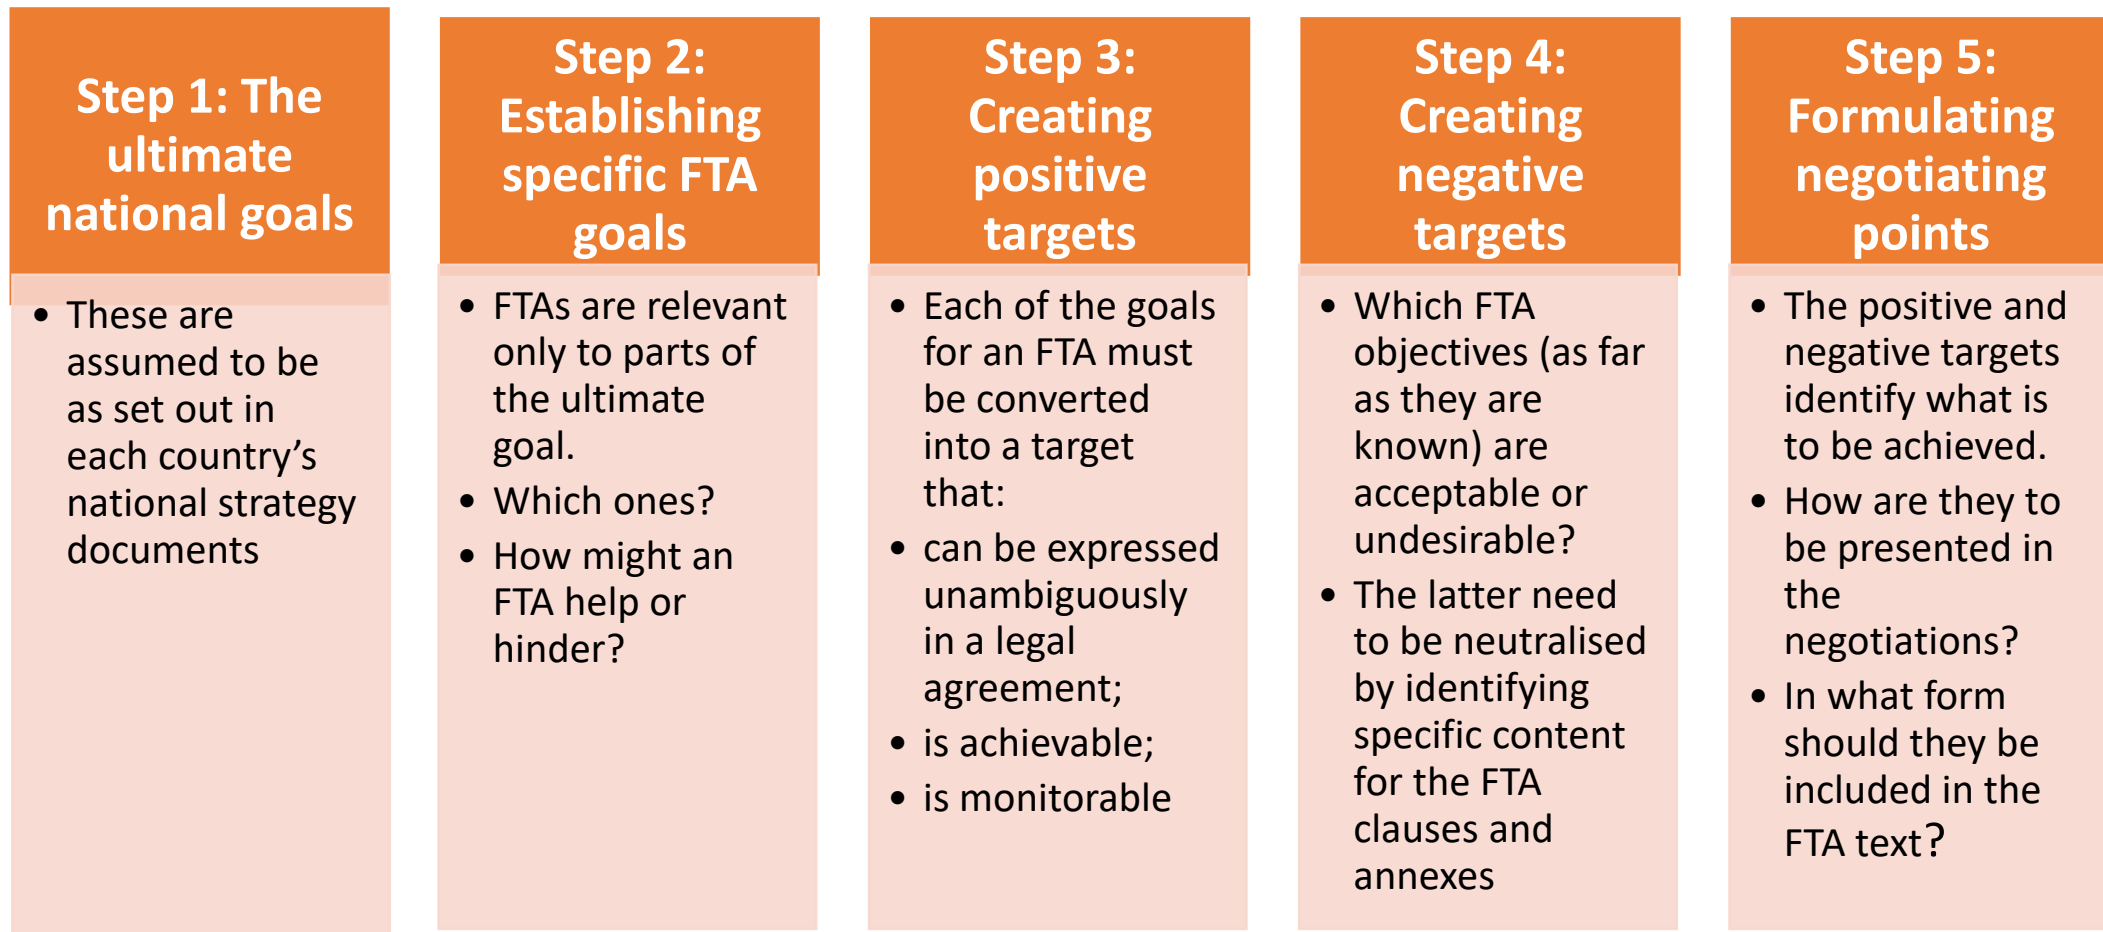 Step 1: The
ultimate
national goals
• These are
assumed to be
as set out in
each country’s
national strategy
documents
Step 2:
Establishing
specific FTA
goals
• FTAs are relevant
only to parts of
the ultimate
goal.
• Which ones?
• How might an
FTA help or
hinder?
Step 3:
Creating
positive
targets
• Each of the goals
for an FTA must
be converted
into a target
that:
• can be expressed
unambiguously
in a legal
agreement;
• is achievable;
• is monitorable
Step 4:
Creating
negative
targets
• Which FTA
objectives (as far
as they are
known) are
acceptable or
undesirable?
• The latter need
to be neutralised
by identifying
specific content
for the FTA
clauses and
annexes
Step 5:
Formulating
negotiating
points
• The positive and
negative targets
identify what is
to be achieved.
• How are they to
be presented in
the
negotiations?
• In what form
should they be
included in the
FTA text?